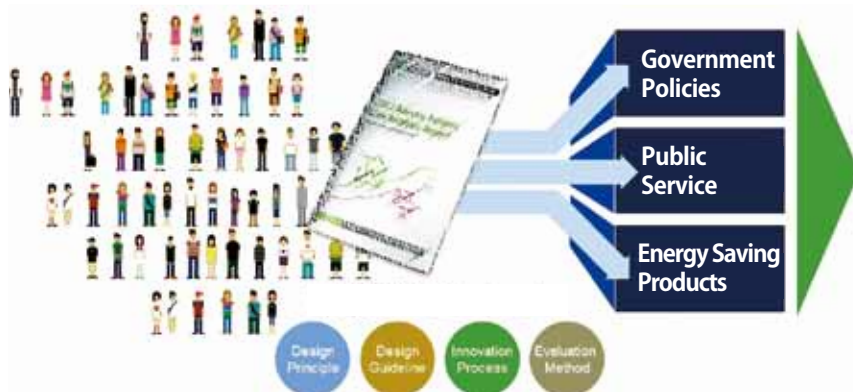 Government
Policies
Public
Service
Energy Saving
Products
Design
Principle
Design
Guideline
Innovation
Process
Evaluation
Method